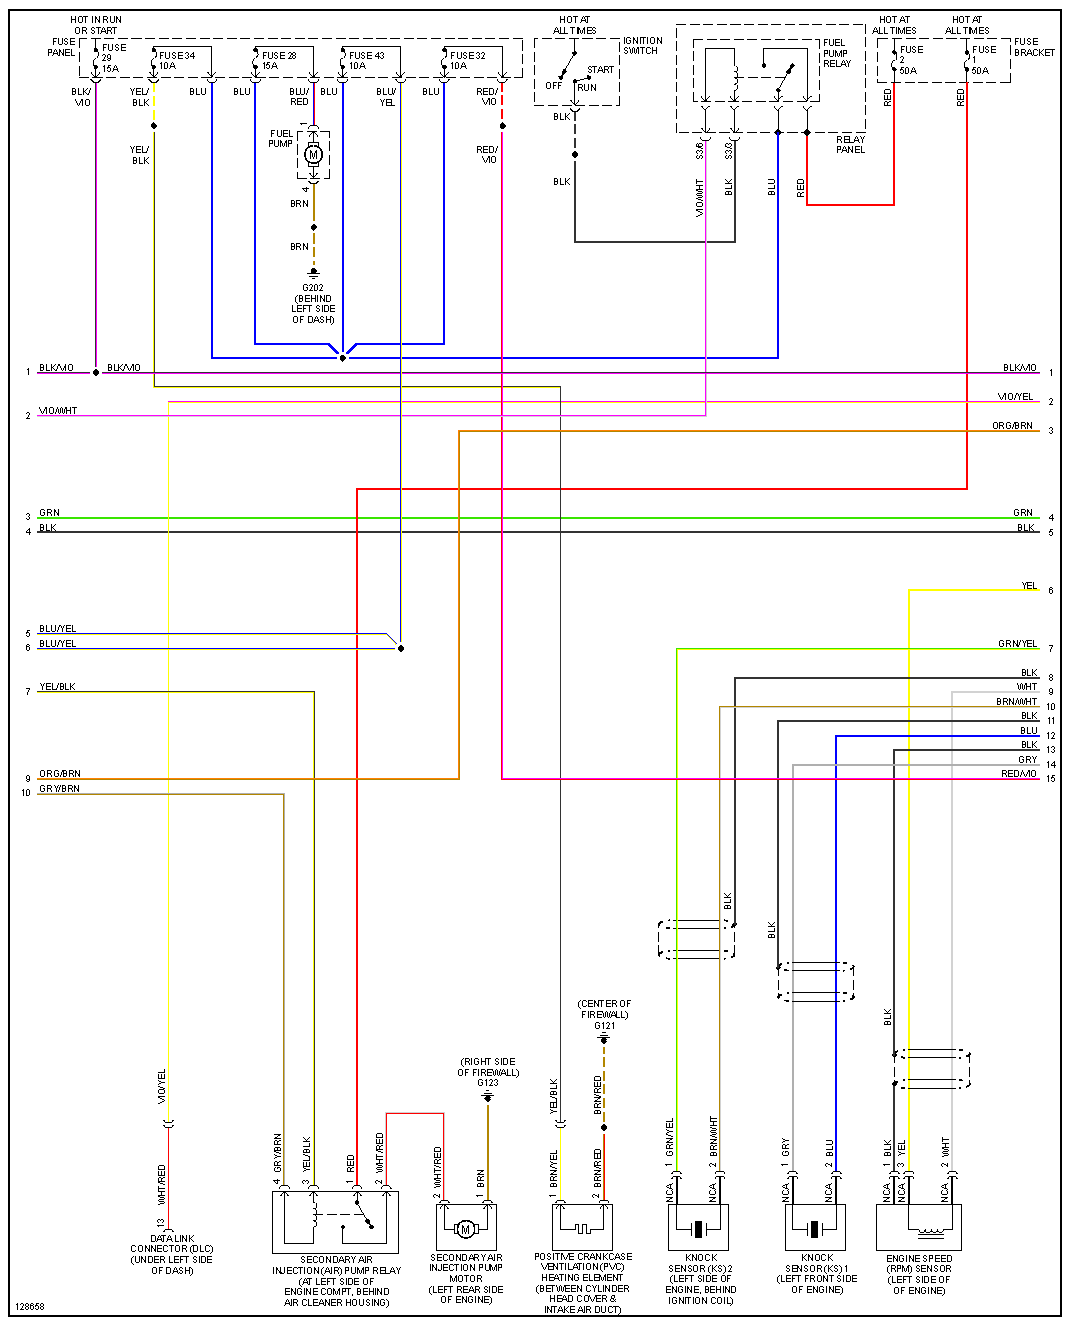 HOT IN RUN
OR START
HOT AT
ALL TIMES
HOT AT
ALL TIMES
HOT AT
ALL TIMES
FUSE
PANEL
FUSE
29
15A
FUSE 34
10A
FUSE 28
15A
FUSE 43
10A
FUSE 32
10A
IGNITION
SWITCH
START
OFF
RUN
FUEL
PUMP
RELAY
FUSE
2
50A
FUSE
1
50A
FUSE
BRACKET
BLK/
VIO
YEL/
BLK
BLU
BLU/
RED
BLU
BLU/
YEL
BLU
RED/
VIO
BLK
RED
RED
YEL/
BLK
1
FUEL
PUMP
M
4
RED/
VIO
RELAY
PANEL
S3/6
S3/3
BLK
VIO/WHT
BLK
BLU
RED
BRN
BRN
G202
(BEHIND
LEFT SIDE
OF DASH)
1 BLK/VIO BLK/VIO BLK/VIO 1
VIO/YEL 2
2 VIO/WHT
ORG/BRN 3
3 GRN GRN 4
4 BLK BLK 5
YEL 6
5 BLU/YEL
6 BLU/YEL GRN/YEL 7
BLK 8
7 YEL/BLK WHT 9
BRN/WHT 10
BLK 11
BLU 12
BLK 13
GRY 14
9 ORG/BRN RED/VIO 15
10 GRY/BRN
BLK
BLK
BLK
(CENTER OF
FIREWALL)
G121
(RIGHT SIDE
OF FIREWALL)
G123
VIO/YEL
YEL/BLK
BRN/RED
WHT/RED
13
GRY/BRN
4
YEL/BLK
3
RED
1
WHT/RED
2
WHT/RED
2
BRN
1
BRN/YEL
1
BRN/RED
2
GRN/YEL
1
BRN/WHT
2
GRY
1
BLU
2
BLK
1
YEL
3
WHT
2
NCA
NCA
NCA
NCA
NCA
NCA
NCA
M
DATA LINK
CONNECTOR (DLC)
(UNDER LEFT SIDE
OF DASH)
SECONDARY AIR
INJECTION (AIR) PUMP RELAY
(AT LEFT SIDE OF
ENGINE COMPT, BEHIND
AIR CLEANER HOUSING)
SECONDARY AIR
INJECTION PUMP
MOTOR
(LEFT REAR SIDE
OF ENGINE)
POSITIVE CRANKCASE
VENTILATION (PVC)
HEATING ELEMENT
(BETWEEN CYLINDER
HEAD COVER &
INTAKE AIR DUCT)
KNOCK
SENSOR (KS) 2
(LEFT SIDE OF
ENGINE, BEHIND
IGNITION COIL)
KNOCK
SENSOR (KS) 1
(LEFT FRONT SIDE
OF ENGINE)
ENGINE SPEED
(RPM) SENSOR
(LEFT SIDE OF
OF ENGINE)
128658